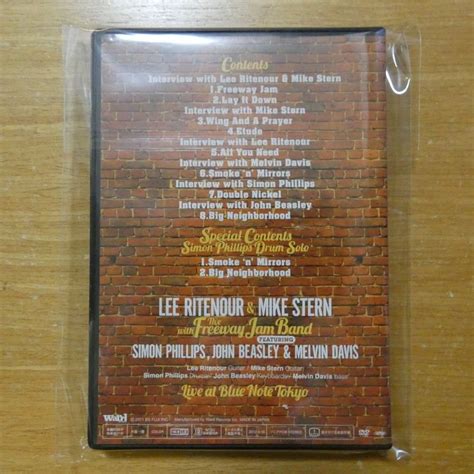 Contents
Interview with Lee Ritenour & Mike Stern
1.Freeway Jam
2.Lay It Down
Interview with Mike Stern
3.Wing And A Prayer
4.Etude
Interview with Lee Ritenour
5.All You Need
Interview with Melvin Davis
6.Smoke 'n' Mirrors
Interview with Simon Phillips
7.Double Nickel
Interview with John Beasley
8.Big Neighborhood
Special Contents
Simon Phillips Drum Solo
1.Smoke 'n' Mirrors
2.Big Neighborhood
LEE RITENOUR & MIKE STERN
with The Freeway Jam Band
FEATURING
SIMON PHILLIPS, JOHN BEASLEY & MELVIN DAVIS
Lee Ritenour Guitar / Mike Stern Guitar
Simon Phillips Drums / John Beasley Keyboards / Melvin Davis Bass
Live at Blue Note Tokyo